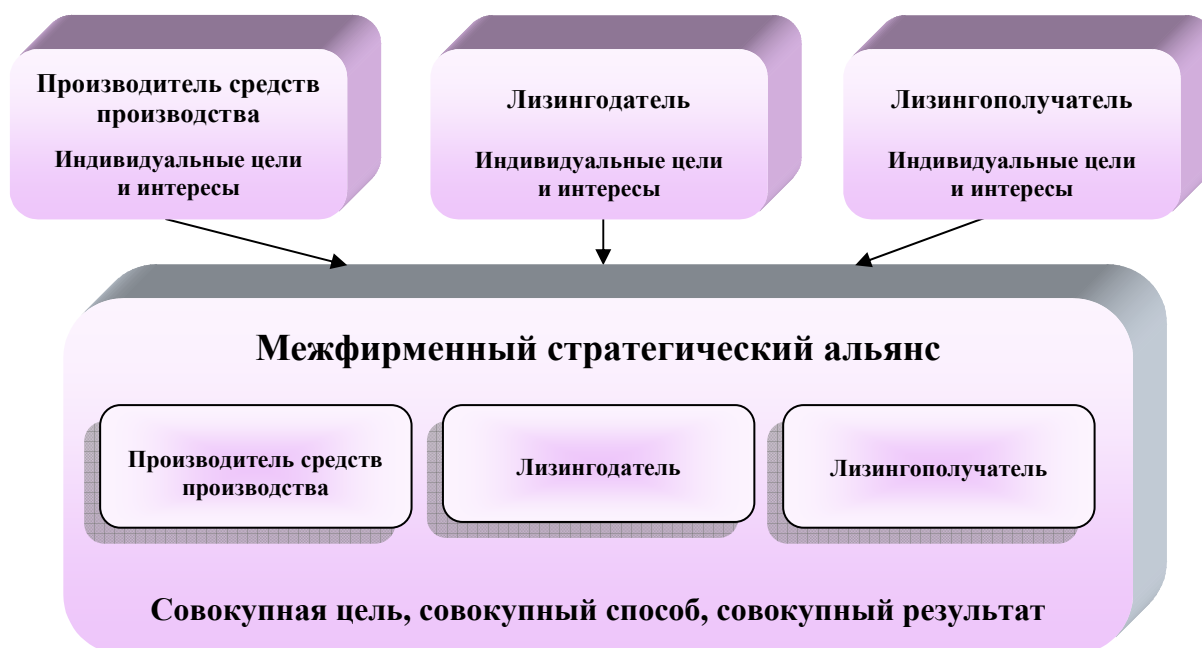 Производитель средств
производства
Индивидуальные цели
и интересы
Лизингодатель
Индивидуальные цели
и интересы
Лизингополучатель
Индивидуальные цели
и интересы
Межфирменный стратегический альянс
Производитель средств
производства
Лизингодатель
Лизингополучатель
Совокупная цель, совокупный способ, совокупный результат